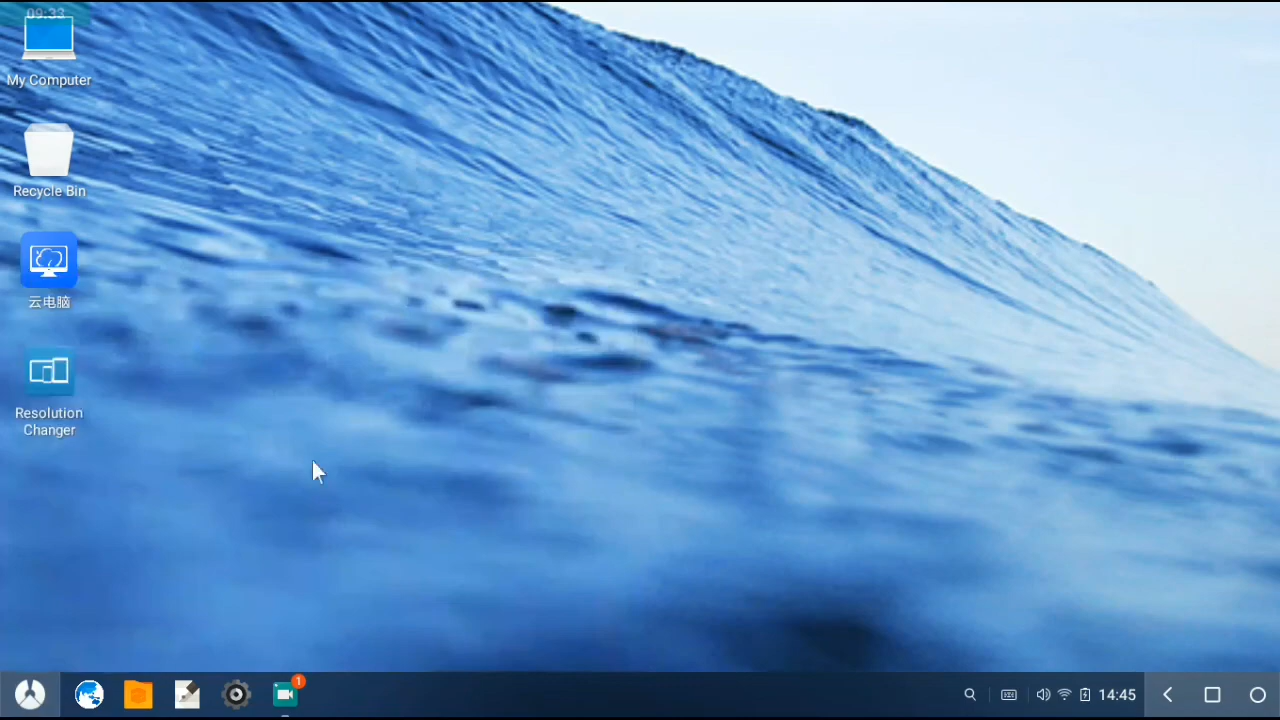 09:33
My Computer
Recycle Bin
云电脑
Resolution
Changer
1
14:45